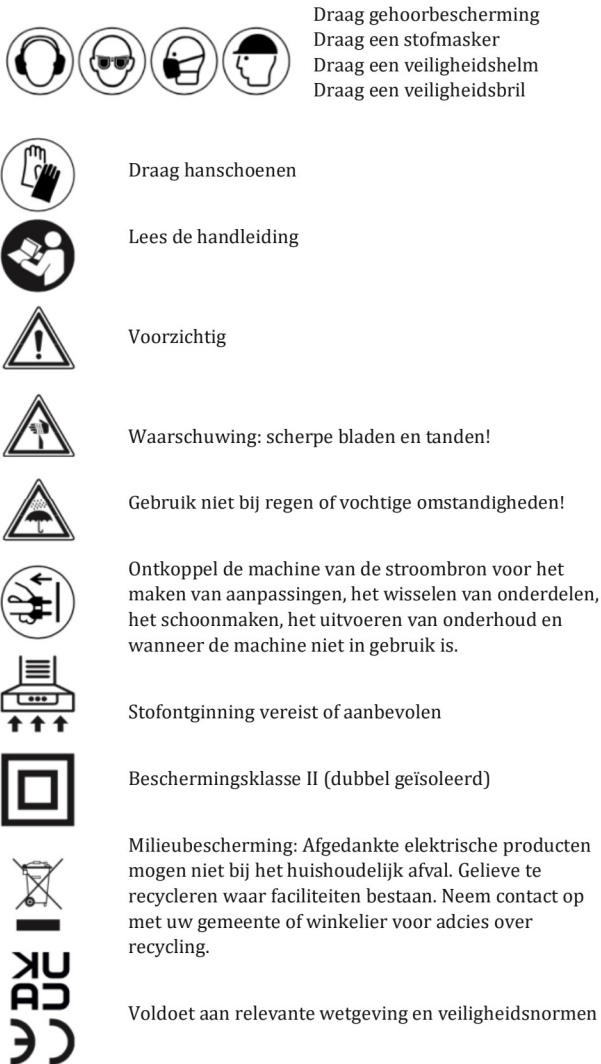 Draag gehoorbescherming
Draag een stofmasker
Draag een veiligheidshelm
Draag een veiligheidsbril
Draag hanschoenen
Lees de handleiding
Voorzichtig
Waarschuwing: scherpe bladen en tanden!
Gebruik niet bij regen of vochtige omstandigheden!
Ontkoppel de machine van de stroombron voor het
maken van aanpassingen, het wisselen van onderdelen,
het schoonmaken, het uitvoeren van onderhoud en
wanneer de machine niet in gebruik is.
Stofontginning vereist of aanbevolen
Beschermingsklasse II (dubbel geïsoleerd)
Milieubescherming: Afgedankte elektrische producten
mogen niet bij het huishoudelijk afval. Gelieve te
recycleren waar faciliteiten bestaan. Neem contact op
met uw gemeente of winkelier voor adcies over
recycling.
UK
CA
CE
Voldoet aan relevante wetgeving en veiligheidsnormen